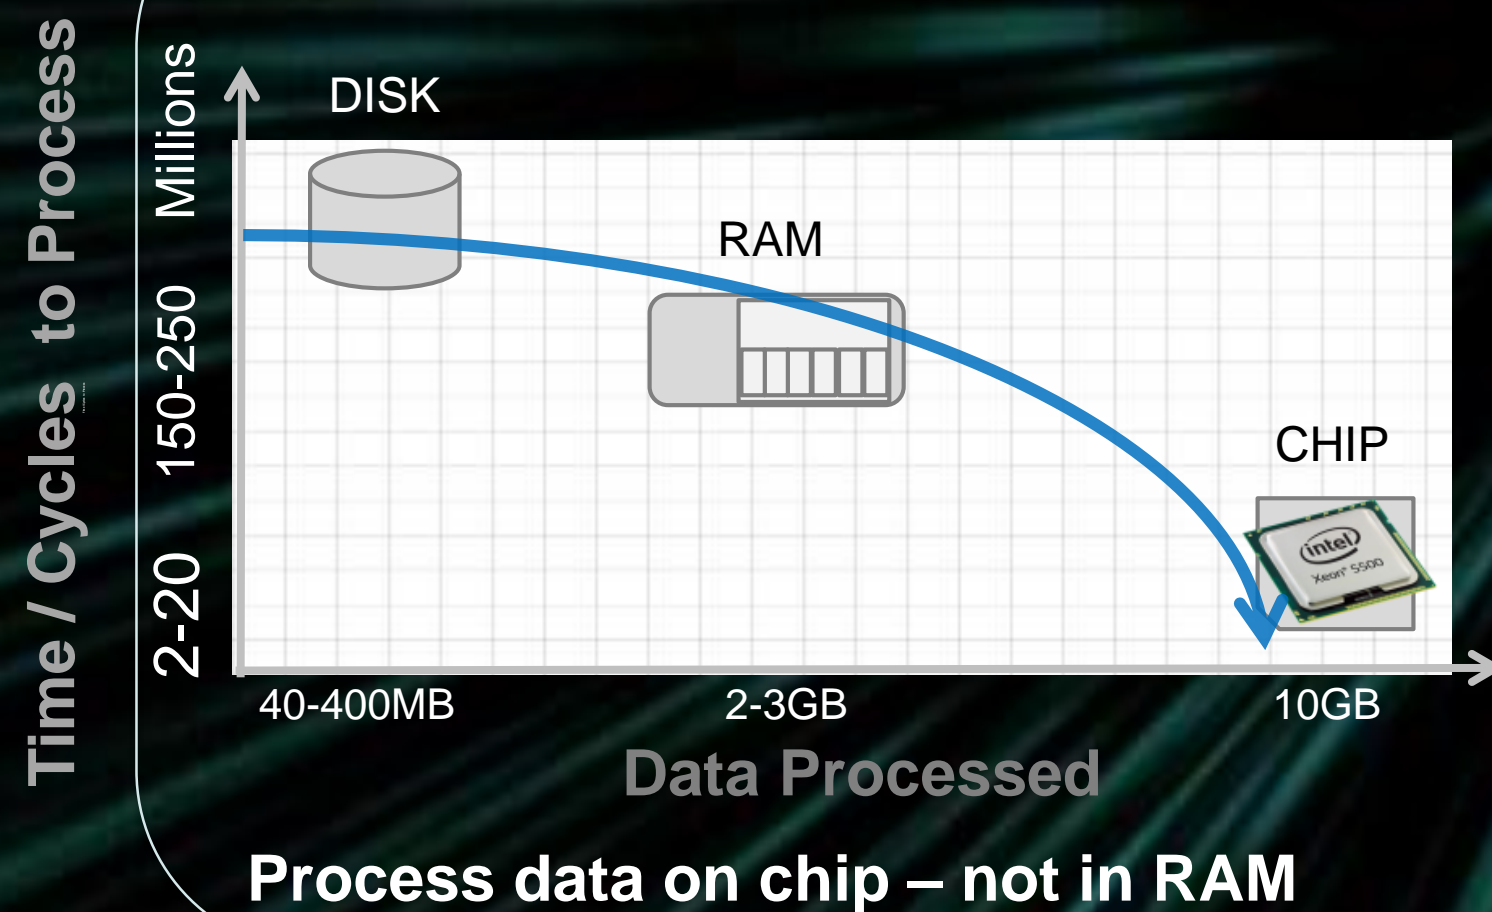 Time / Cycles to Process
Millions
150-250
2-20
DISK
RAM
CHIP
intel
Xeon® 5500
40-400MB
2-3GB
10GB
Data Processed
Process data on chip – not in RAM